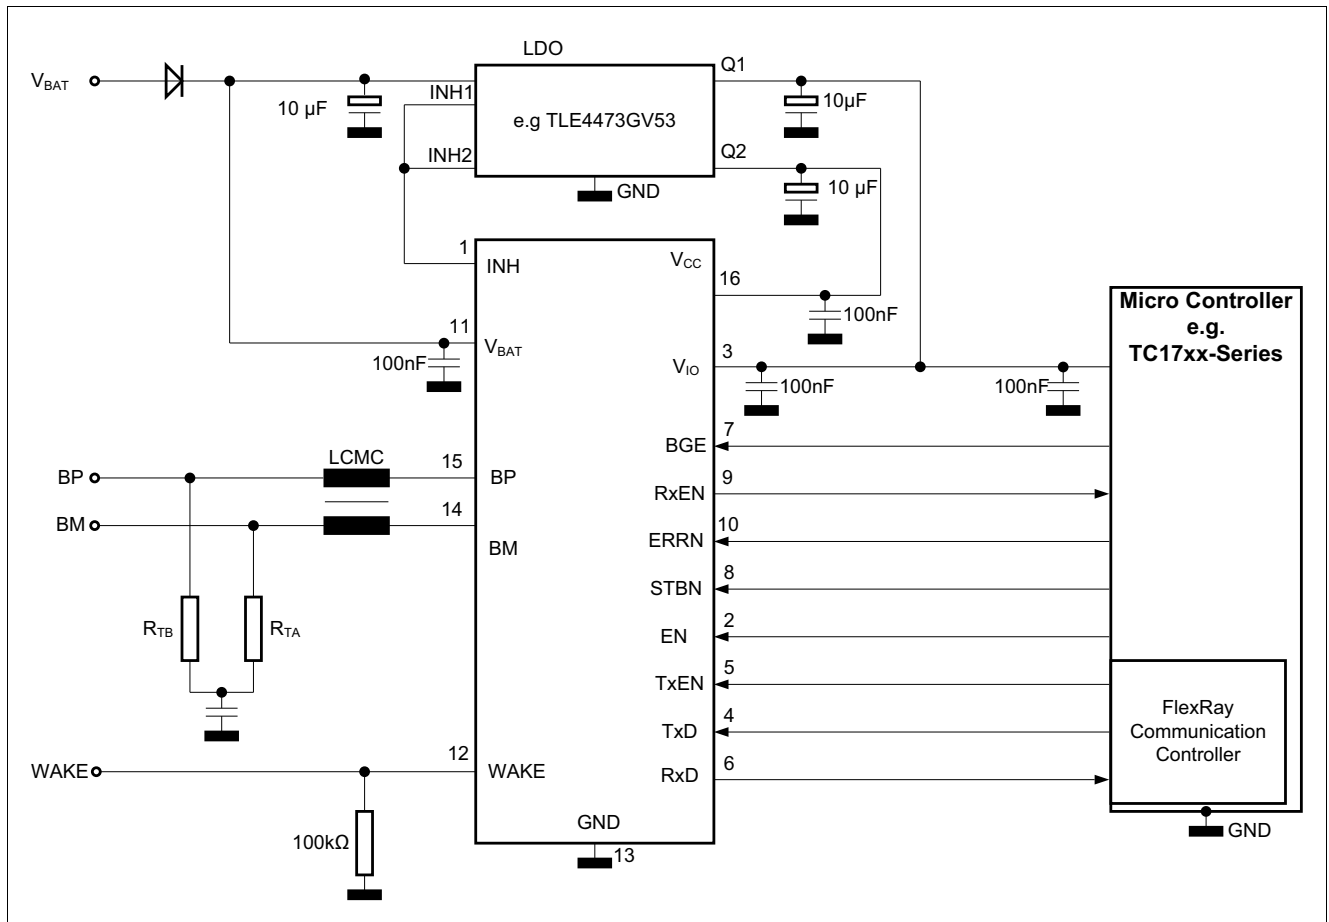 LDO
V_BAT
Q1
INH1
10 µF
e.g TLE4473GV53
10µF
INH2
Q2
GND
10 µF
1
INH
V_CC
16
100nF
Micro Controller
e.g.
TC17xx-Series
11
V_BAT
100nF
3
V_IO
100nF
100nF
7
BGE
LCMC
15
BP
BP
9
RxEN
14
BM
BM
10
ERRN
8
STBN
2
EN
R_TB
R_TA
5
TxEN
4
TxD
FlexRay
Communication
Controller
12
WAKE
WAKE
6
RxD
100kΩ
GND
13
GND